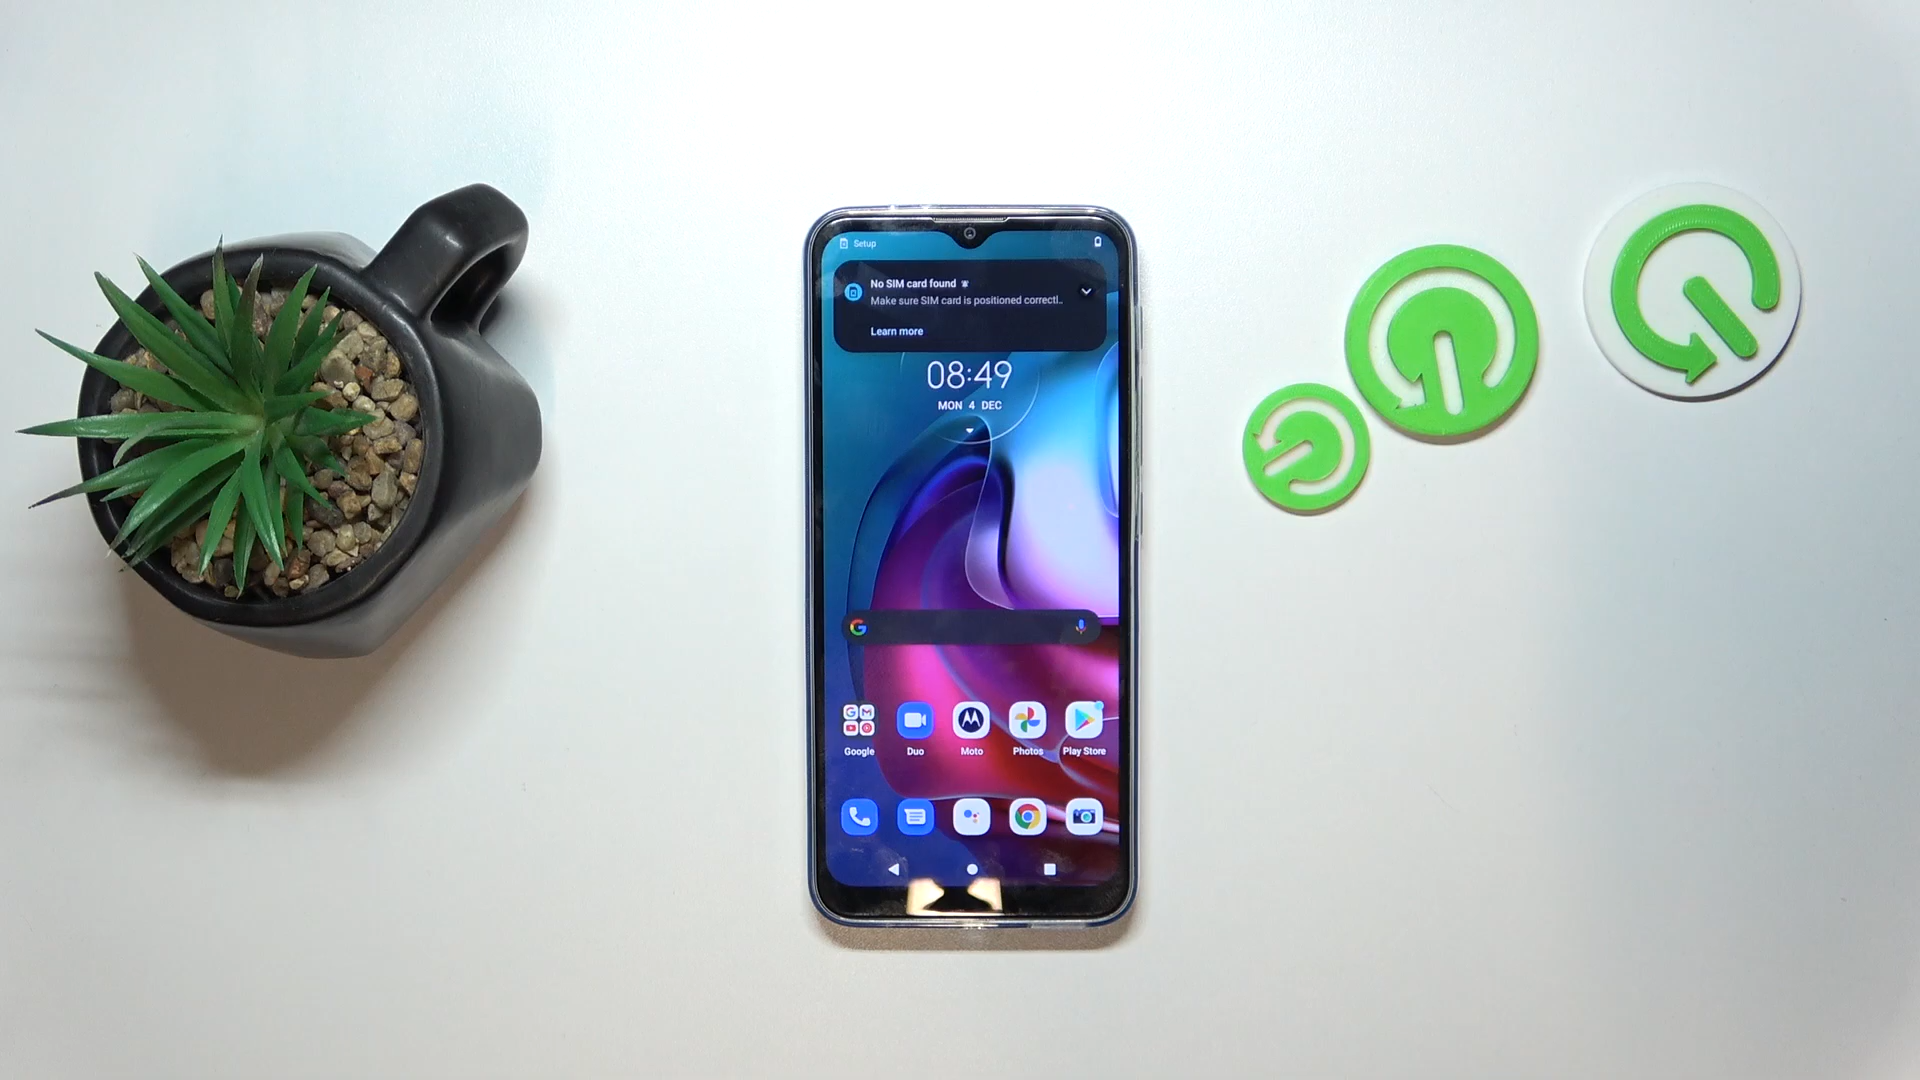 Setup
No SIM card found
Make sure SIM card is positioned correctl..
Learn more
08:49
MON 4 DEC
Google
Duo
Moto
Photos
Play Store